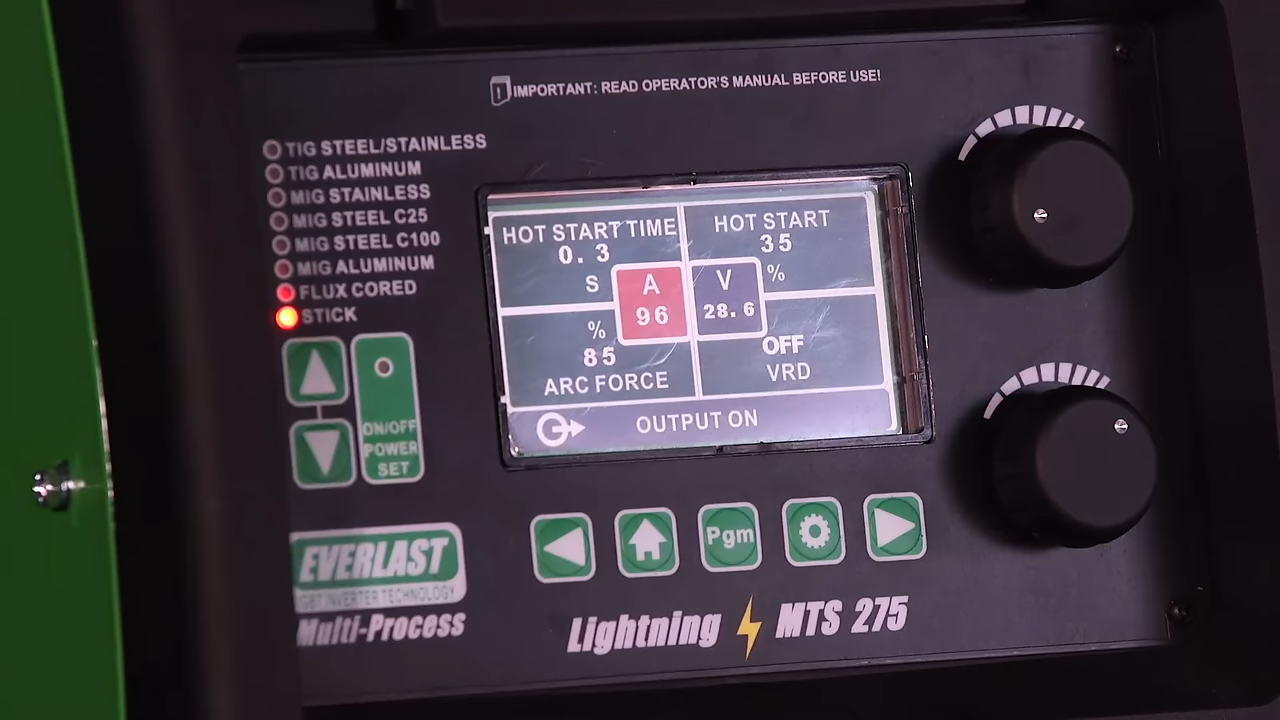 IMPORTANT: READ OPERATOR'S MANUAL BEFORE USE!
TIG STEEL/STAINLESS
TIG ALUMINUM
MIG STAINLESS
MIG STEEL C25
MIG STEEL C100
MIG ALUMINUM
FLUX CORED
STICK
ON/OFF
POWER
SET
HOT START TIME
0.3
S
HOT START
35
%
A
96
V
28.6
%
85
ARC FORCE
OFF
VRD
OUTPUT ON
Pgm
EVERLAST
IGBT INVERTER TECHNOLOGY
Multi-Process
Lightning MTS 275